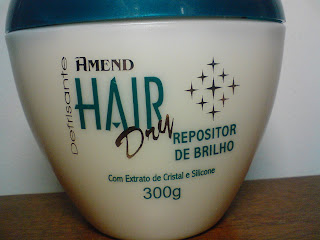 Defrisante
AMEND
HAIR
Dry
REPOSITOR
DE BRILHO
Com Extrato de Cristal e Silicone
300g